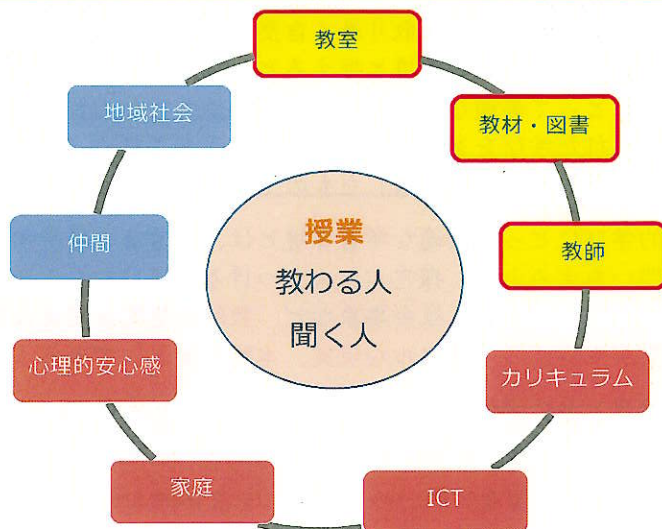 教室
教材・図書
教師
カリキュラム
ICT
家庭
心理的安心感
仲間
地域社会
授業
教わる人
聞く人